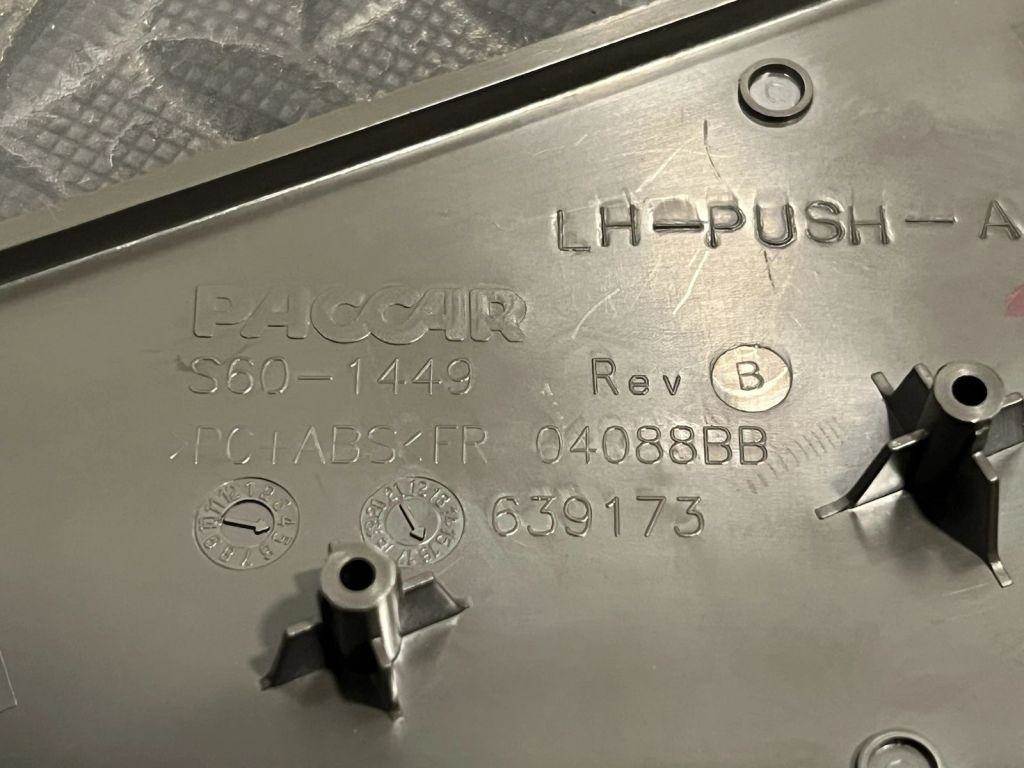 LH-PUSH-A
PACCAR
S60-1449 Rev B
>PC+ABS<FR 04088BB
639173